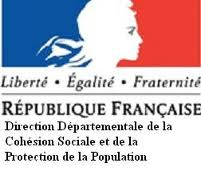 Liberté • Égalité • Fraternité
RÉPUBLIQUE FRANÇAISE
Direction Départementale de la
Cohésion Sociale et de la
Protection de la Population